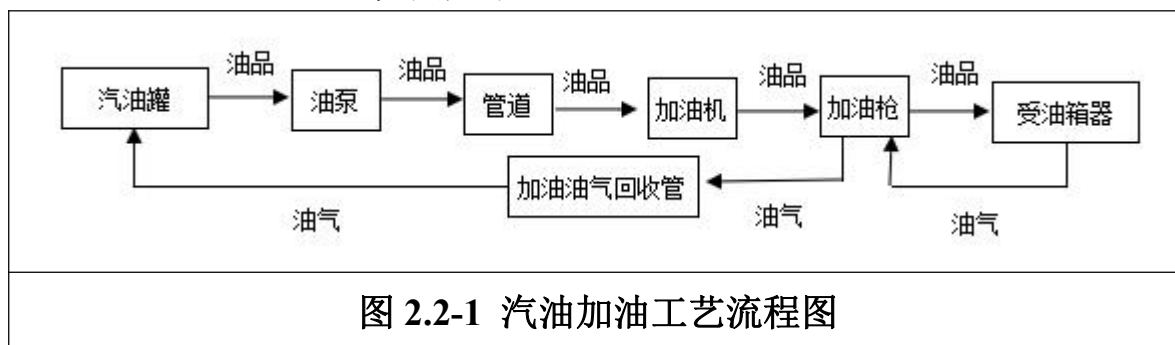 油品
油品
油品
油品
油品
汽油罐
油泵
管道
加油机
加油枪
受油箱器
加油油气回收管
油气
油气
油气
图 2.2-1 汽油加油工艺流程图